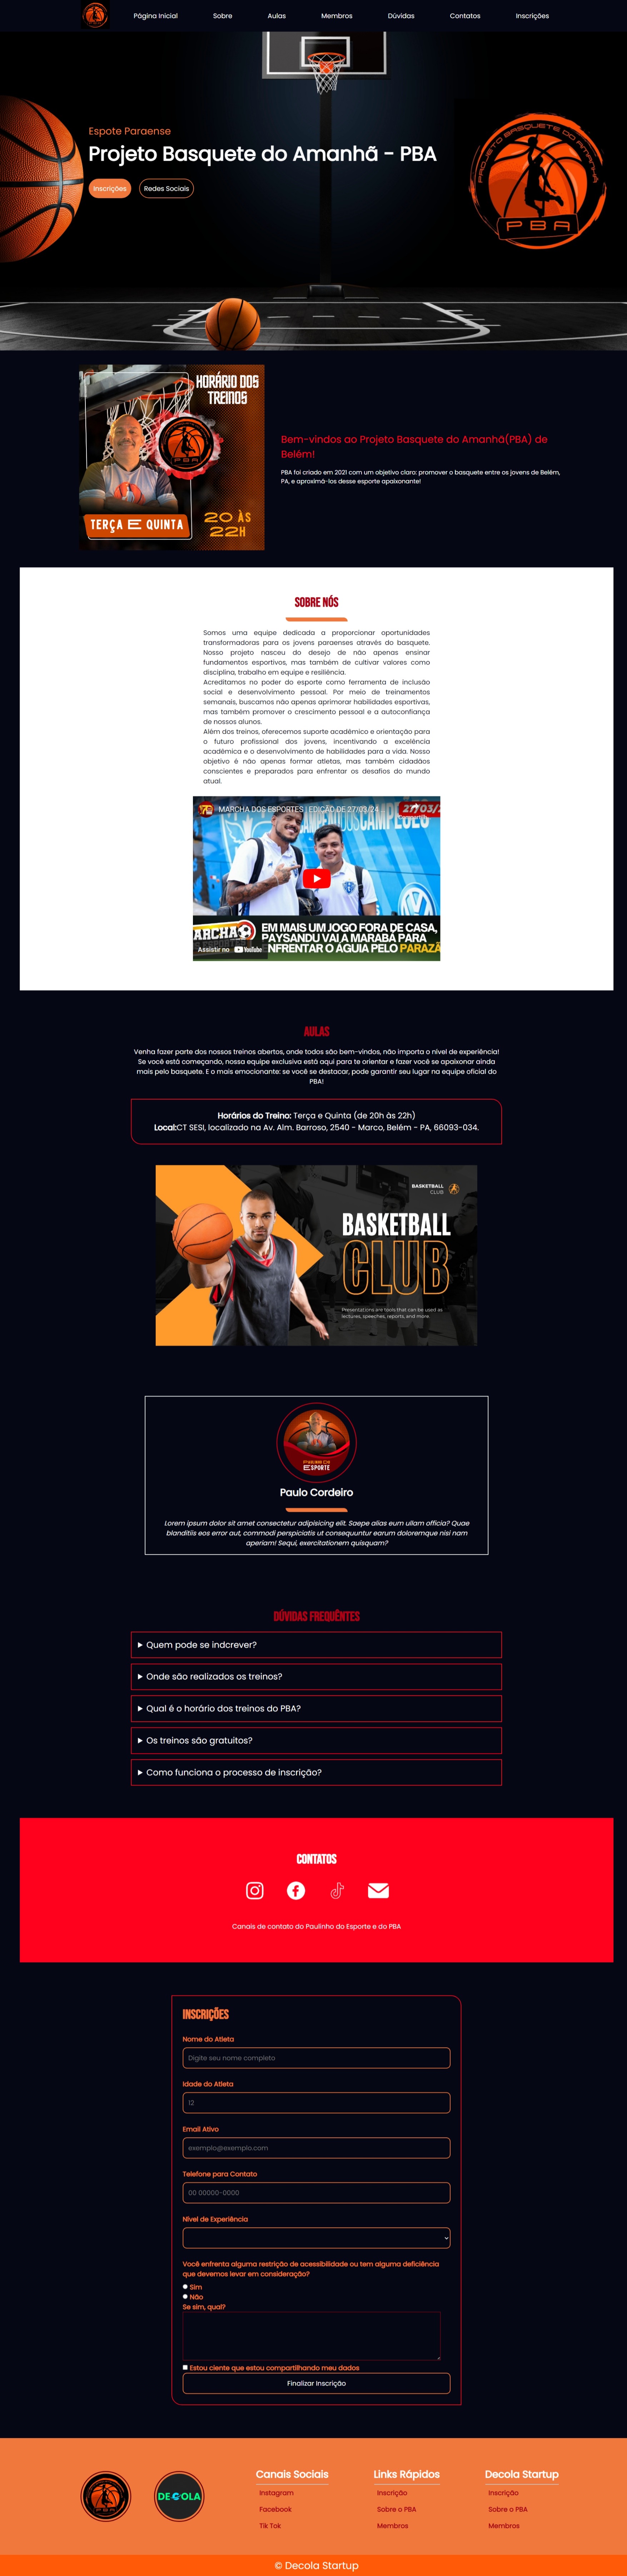 Página Inicial
Sobre
Aulas
Membros
Dúvidas
Contatos
Inscrições
Espote Paraense
Projeto Basquete do Amanhã - PBA
Inscrições
Redes Sociais
PROJETO BASQUETE DO AMANHÃ
PBA
HORÁRIO DOS
TREINOS
PBA
TERÇA E QUINTA
20 ÀS
22H
Bem-vindos ao Projeto Basquete do Amanhã(PBA) de
Belém!
PBA foi criado em 2021 com um objetivo claro: promover o basquete entre os jovens de Belém,
PA, e aproximá-los desse esporte apaixonante!
SOBRE NÓS
Somos uma equipe dedicada a proporcionar oportunidades
transformadoras para os jovens paraenses através do basquete.
Nosso projeto nasceu do desejo de não apenas ensinar
fundamentos esportivos, mas também de cultivar valores como
disciplina, trabalho em equipe e resiliência.
Acreditamos no poder do esporte como ferramenta de inclusão
social e desenvolvimento pessoal. Por meio de treinamentos
semanais, buscamos não apenas aprimorar habilidades esportivas,
mas também promover o crescimento pessoal e a autoconfiança
de nossos alunos.
Além dos treinos, oferecemos suporte acadêmico e orientação para
o futuro profissional dos jovens, incentivando a excelência
acadêmica e o desenvolvimento de habilidades para a vida. Nosso
objetivo é não apenas formar atletas, mas também cidadãos
conscientes e preparados para enfrentar os desafios do mundo
atual.
MARCHA DOS ESPORTES | EDIÇÃO DE 27/03/24
EM MAIS UM JOGO FORA DE CASA,
PAYSANDU VAI A MARABÁ PARA
ENFRENTAR O ÁGUIA PELO PARAZÃ
Assistir no YouTube
AULAS
Venha fazer parte dos nossos treinos abertos, onde todos são bem-vindos, não importa o nível de experiência!
Se você está começando, nossa equipe exclusiva está aqui para te orientar e fazer você se apaixonar ainda
mais pelo basquete. E o mais emocionante: se você se destacar, pode garantir seu lugar na equipe oficial do
PBA!
Horários do Treino: Terça e Quinta (de 20h às 22h)
Local:CT SESI, localizado na Av. Alm. Barroso, 2540 - Marco, Belém - PA, 66093-034.
BASKETBALL
CLUB
BASKETBALL
CLUB
Presentations are tools that can be used as
lectures, speeches, reports, and more.
ESPORTE
Paulo Cordeiro
Lorem ipsum dolor sit amet consectetur adipisicing elit. Saepe alias eum ullam officia? Quae
blanditiis eos error aut, commodi perspiciatis ut consequuntur earum doloremque nisi nam
aperiam! Sequi, exercitationem quisquam?
DÚVIDAS FREQUÊNTES
Quem pode se indcrever?
Onde são realizados os treinos?
Qual é o horário dos treinos do PBA?
Os treinos são gratuitos?
Como funciona o processo de inscrição?
CONTATOS
Canais de contato do Paulinho do Esporte e do PBA
INSCRIÇÕES
Nome do Atleta
Digite seu nome completo
Idade do Atleta
12
Email Ativo
exemplo@exemplo.com
Telefone para Contato
00 00000-0000
Nível de Experiência
Você enfrenta alguma restrição de acessibilidade ou tem alguma deficiência
que devemos levar em consideração?
Sim
Não
Se sim, qual?
Estou ciente que estou compartilhando meu dados
Finalizar Inscrição
PBA
DECOLA
Canais Sociais
Instagram
Facebook
Tik Tok
Links Rápidos
Inscrição
Sobre o PBA
Membros
Decola Startup
Inscrição
Sobre o PBA
Membros
© Decola Startup